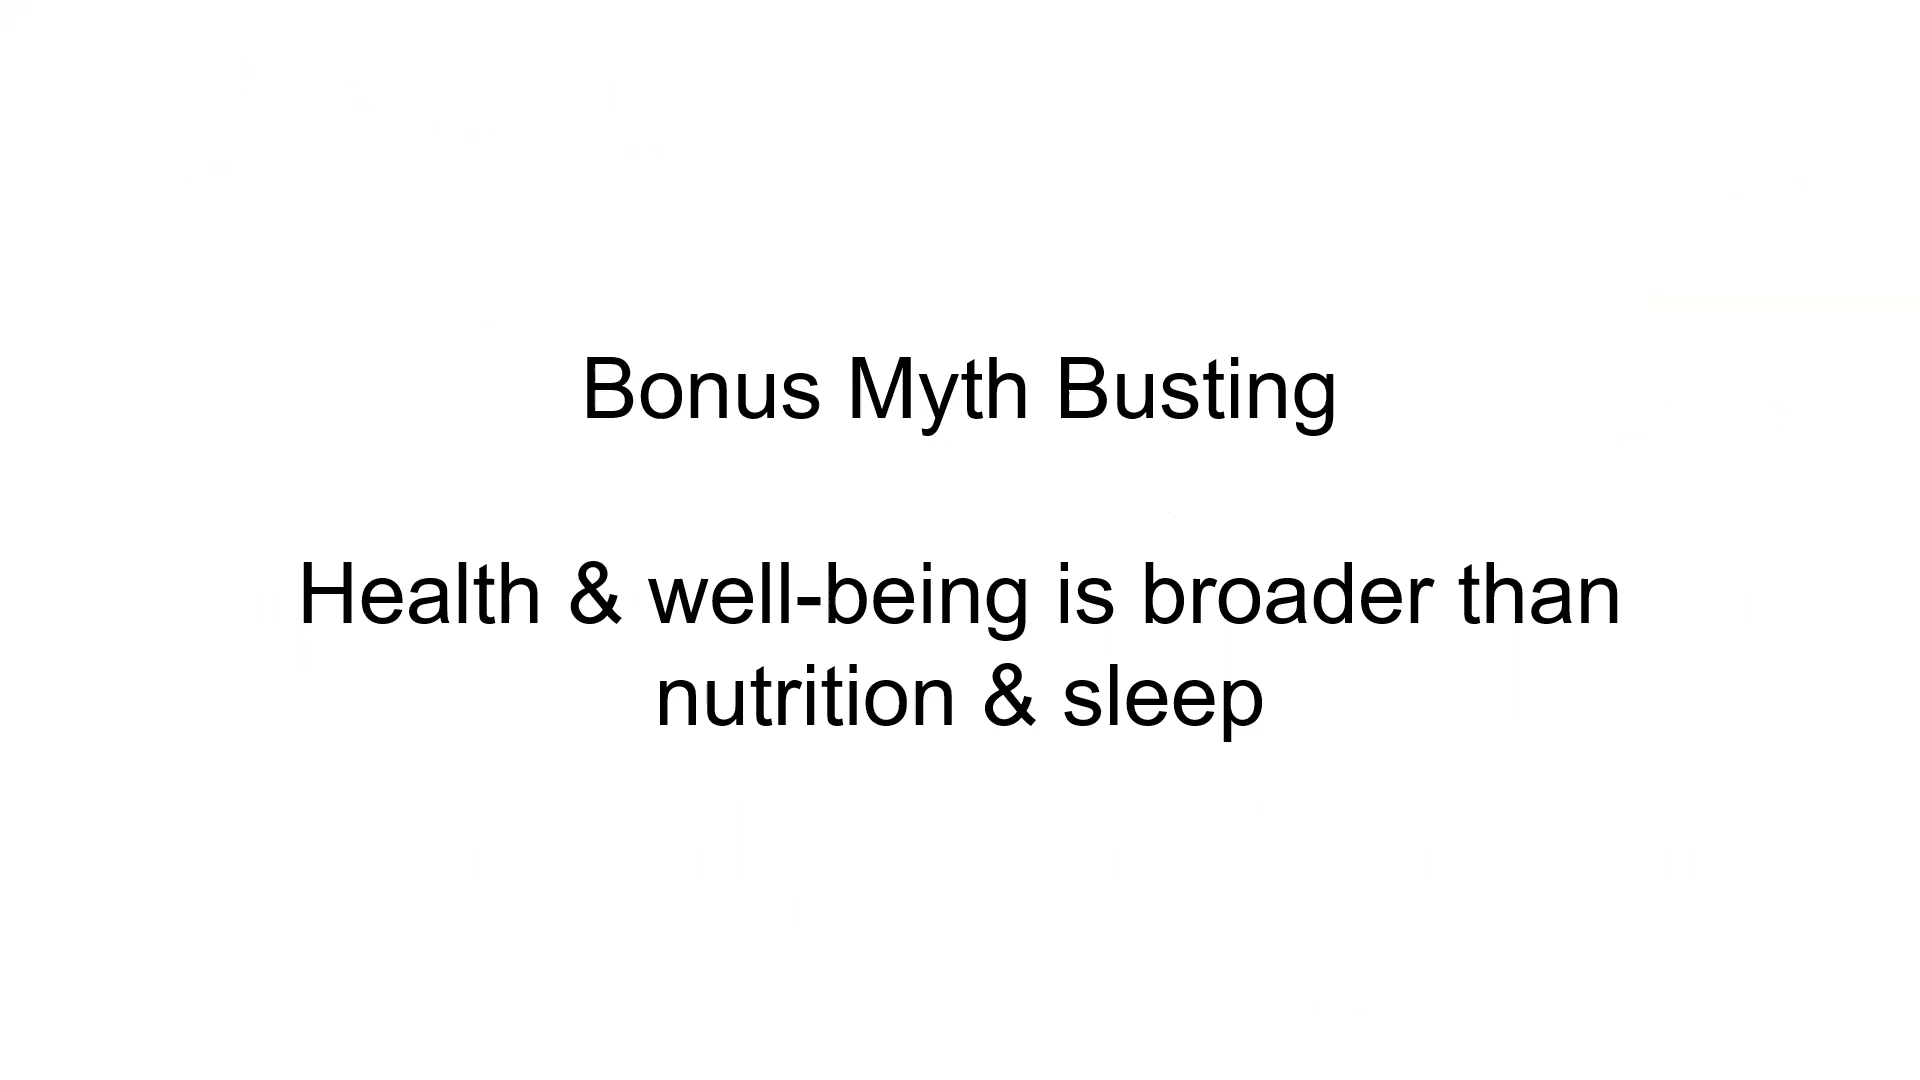 Bonus Myth Busting
Health & well-being is broader than
nutrition & sleep